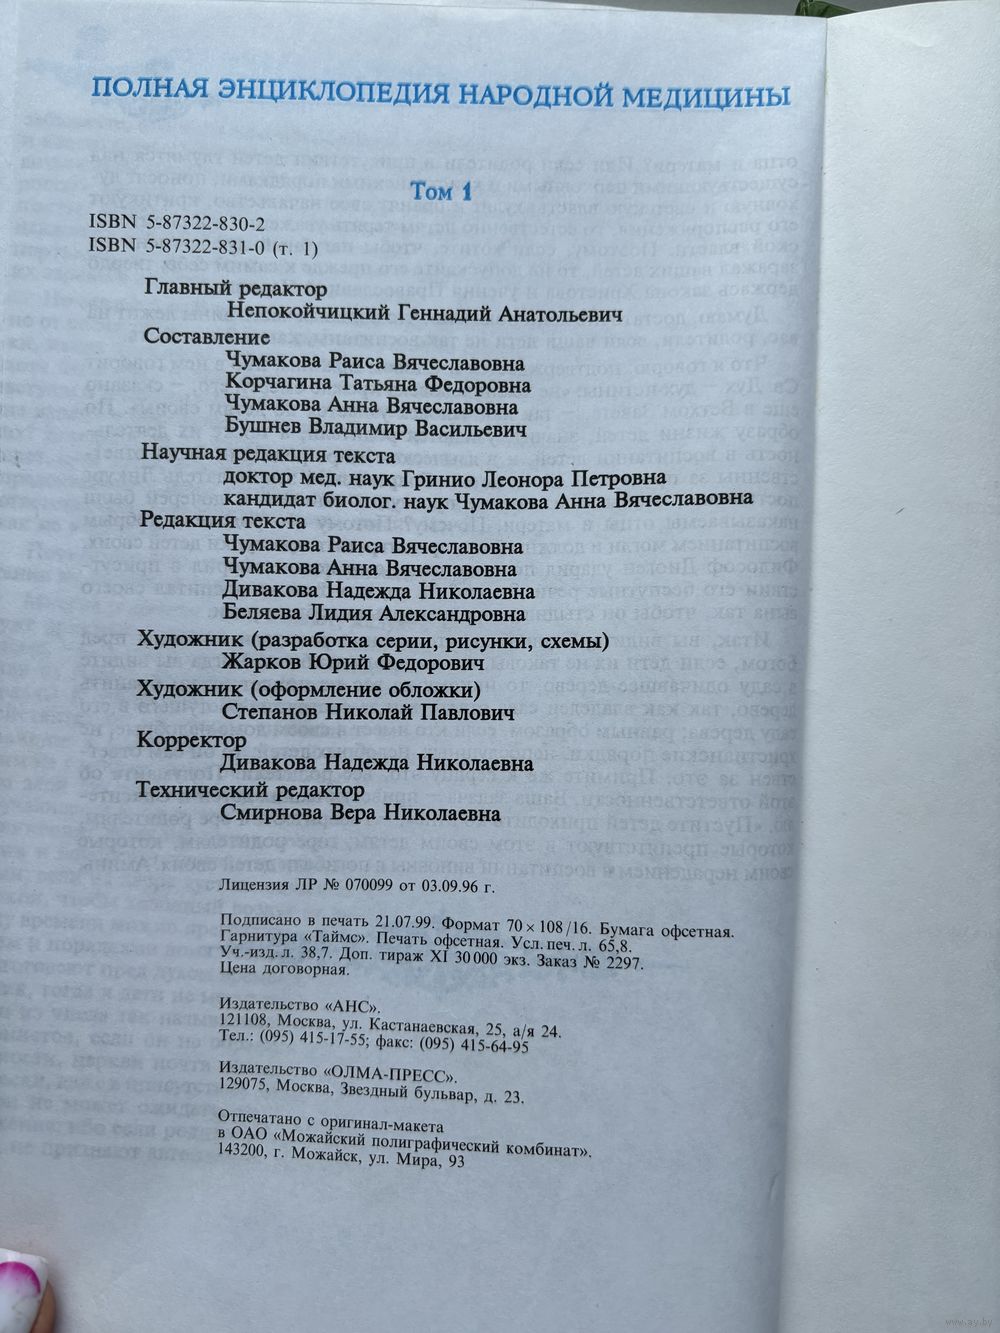 ПОЛНАЯ ЭНЦИКЛОПЕДИЯ НАРОДНОЙ МЕДИЦИНЫ
Том 1
ISBN 5-87322-830-2
ISBN 5-87322-831-0 (т. 1)
Главный редактор
Непокойчицкий Геннадий Анатольевич
Составление
Чумакова Раиса Вячеславовна
Корчагина Татьяна Федоровна
Чумакова Анна Вячеславовна
Бушнев Владимир Васильевич
Научная редакция текста
доктор мед. наук Гринио Леонора Петровна
кандидат биолог. наук Чумакова Анна Вячеславовна
Редакция текста
Чумакова Раиса Вячеславовна
Чумакова Анна Вячеславовна
Дивакова Надежда Николаевна
Беляева Лидия Александровна
Художник (разработка серии, рисунки, схемы)
Жарков Юрий Федорович
Художник (оформление обложки)
Степанов Николай Павлович
Корректор
Дивакова Надежда Николаевна
Технический редактор
Смирнова Вера Николаевна
Лицензия ЛР № 070099 от 03.09.96 г.
Подписано в печать 21.07.99. Формат 70×108/16. Бумага офсетная.
Гарнитура «Таймс». Печать офсетная. Усл. печ. л. 65,8.
Уч.-изд. л. 38,7. Доп. тираж XI 30 000 экз. Заказ № 2297.
Цена договорная.
Издательство «АНС».
121108, Москва, ул. Кастанаевская, 25, а/я 24.
Тел.: (095) 415-17-55; факс: (095) 415-64-95
Издательство «ОЛМА-ПРЕСС».
129075, Москва, Звездный бульвар, д. 23.
Отпечатано с оригинал-макета
в ОАО «Можайский полиграфический комбинат».
143200, г. Можайск, ул. Мира, 93
www.ay.by